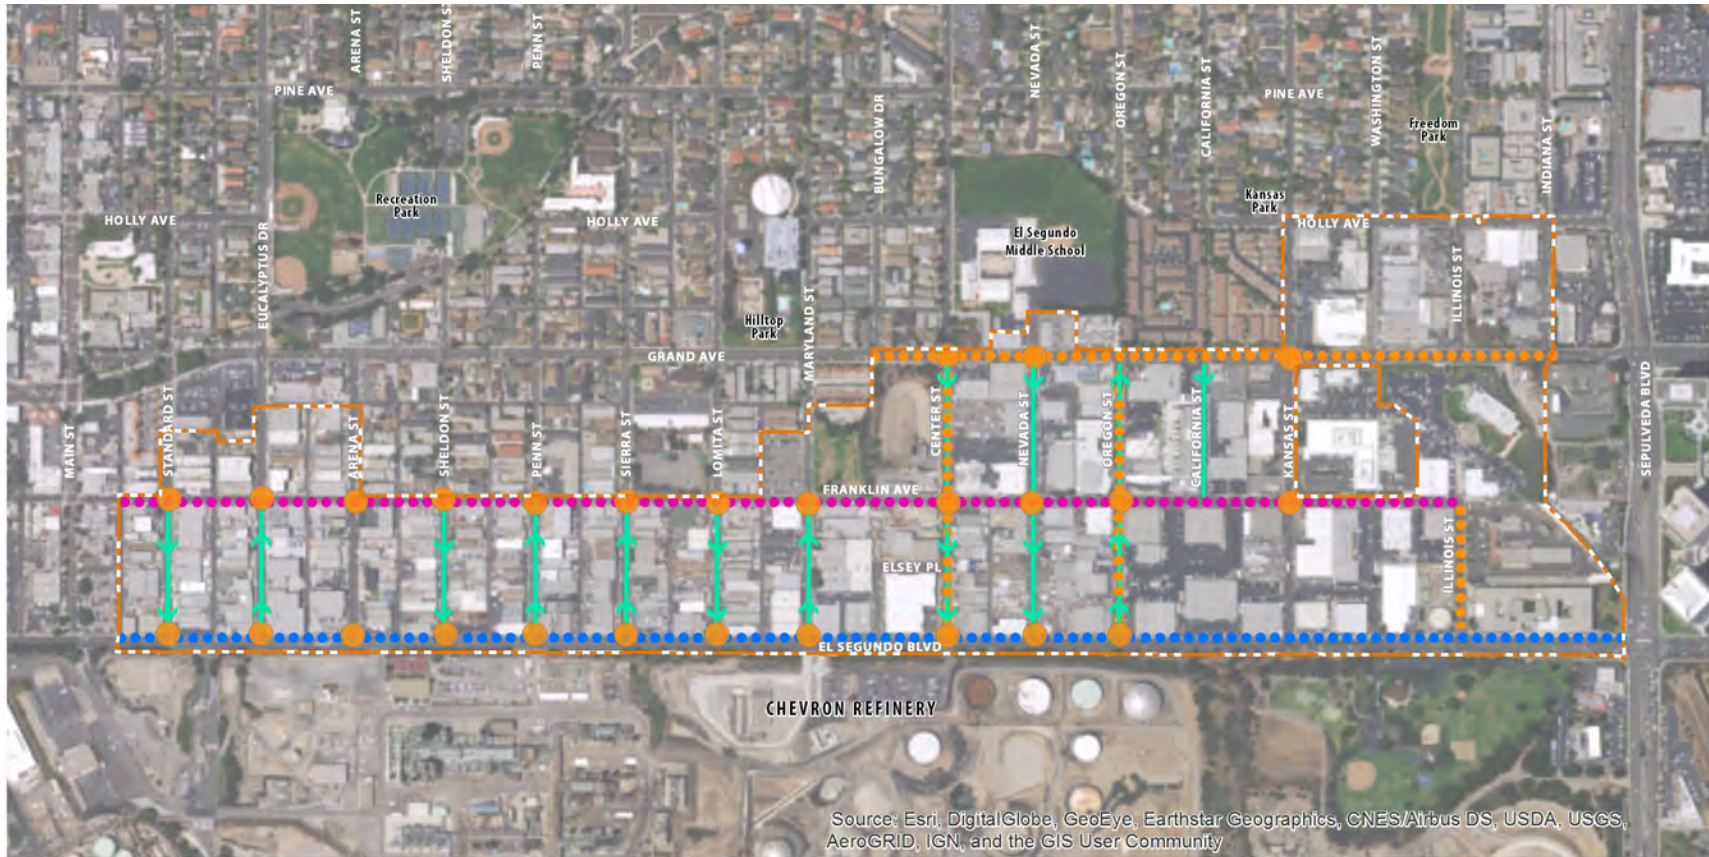 ARENA ST
SHELDON ST
PENN ST
NEVADA ST
OREGON ST
CALIFORNIA ST
WASHINGTON ST
INDIANA ST
PINE AVE
PINE AVE
BUNGALOW DR
Freedom
Park
Recreation
Park
Kansas
Park
HOLLY AVE
HOLLY AVE
HOLLY AVE
EUCALYPTUS DR
El Segundo
Middle School
ILLINOIS ST
Hilltop
Park
MARYLAND ST
GRAND AVE
SEPULVEDA BLVD
MAIN ST
STANDARD ST
ARENA ST
SHELDON ST
PENN ST
SIERRA ST
LOMITA ST
CENTER ST
NEVADA ST
OREGON ST
CALIFORNIA ST
KANSAS ST
FRANKLIN AVE
ELSEY PL
ILLINOIS ST
EL SEGUNDO BLVD
CHEVRON REFINERY
Source: Esri, DigitalGlobe, GeoEye, Earthstar Geographics, CNES/Airbus DS, USDA, USGS,
AeroGRID, IGN, and the GIS User Community